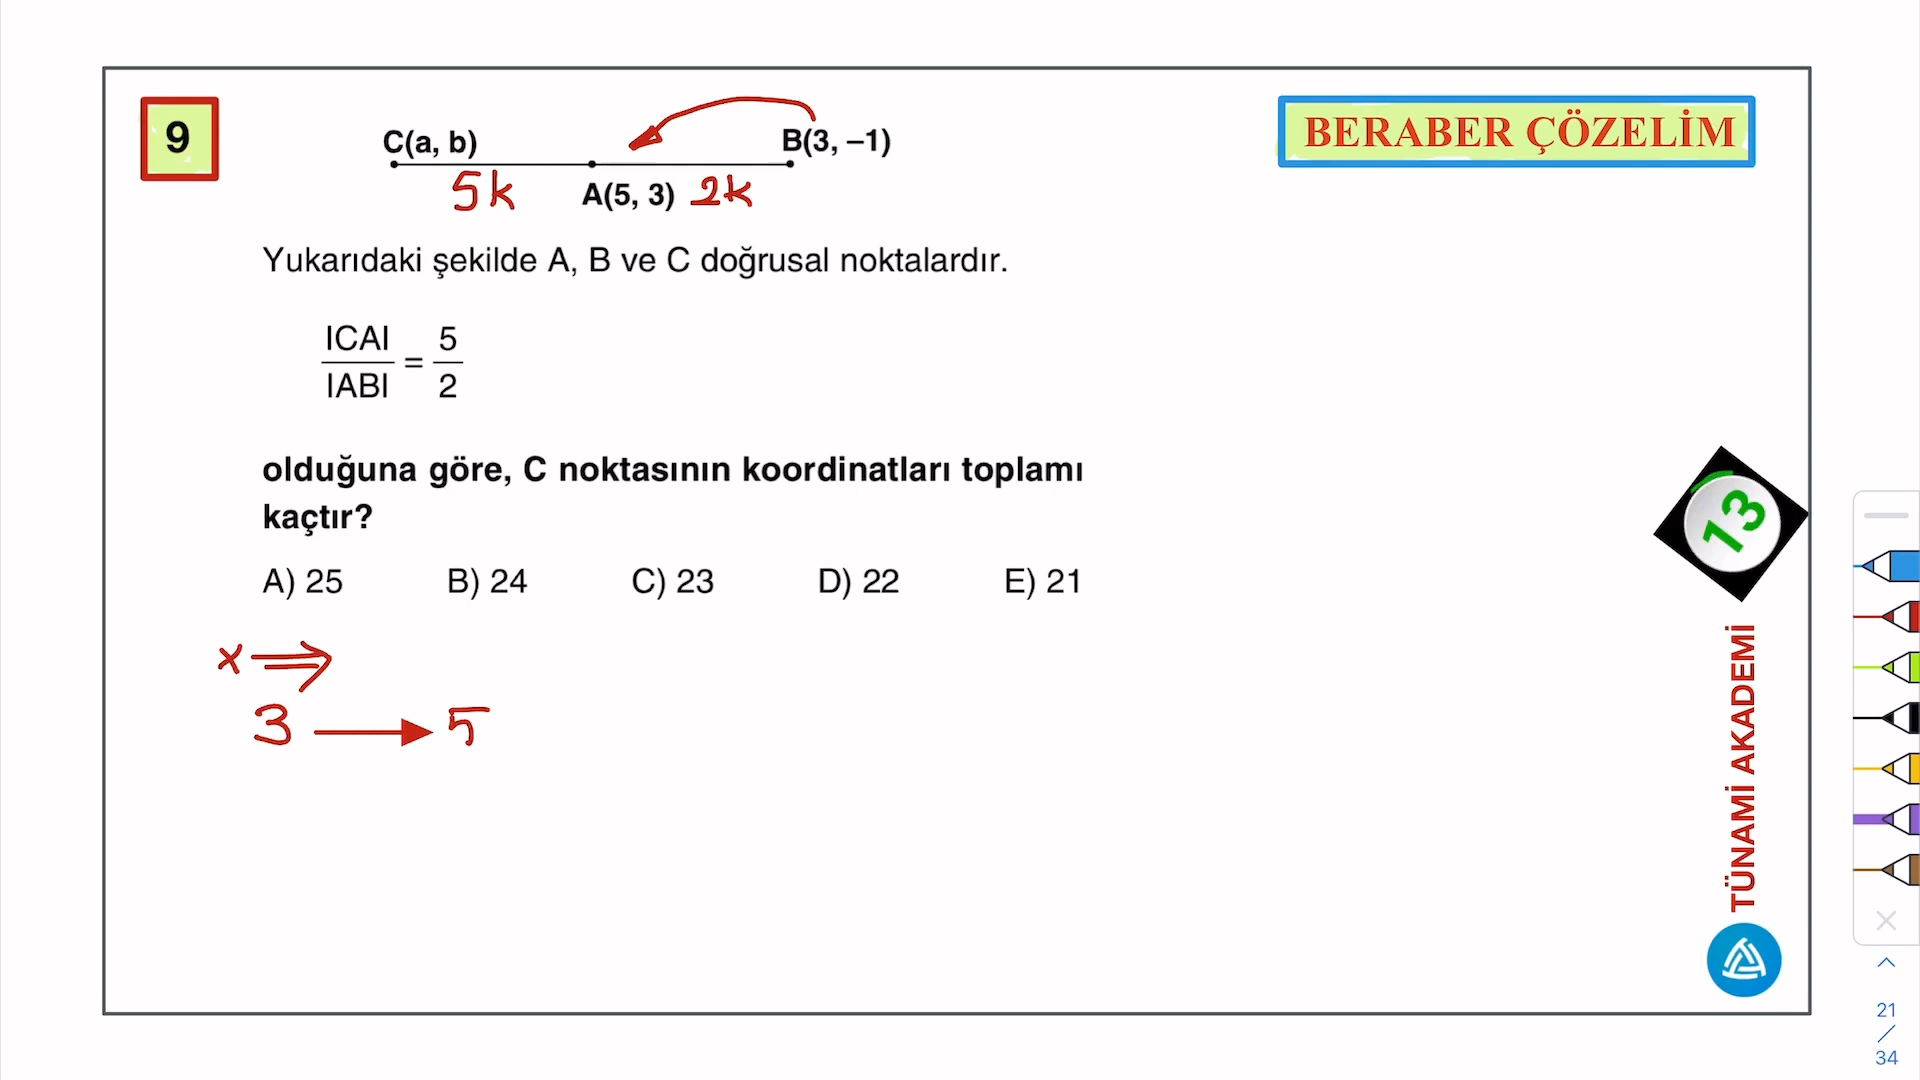 9
C(a, b)
B(3, –1)
BERABER ÇÖZELİM
5k
A(5, 3)
2k
Yukarıdaki şekilde A, B ve C doğrusal noktalardır.
ICAI
IABI
=
5
2
olduğuna göre, C noktasının koordinatları toplamı
kaçtır?
A) 25 B) 24 C) 23 D) 22 E) 21
x ⇒
3 → 5
13
TÜNAMİ AKADEMİ
21
/
34